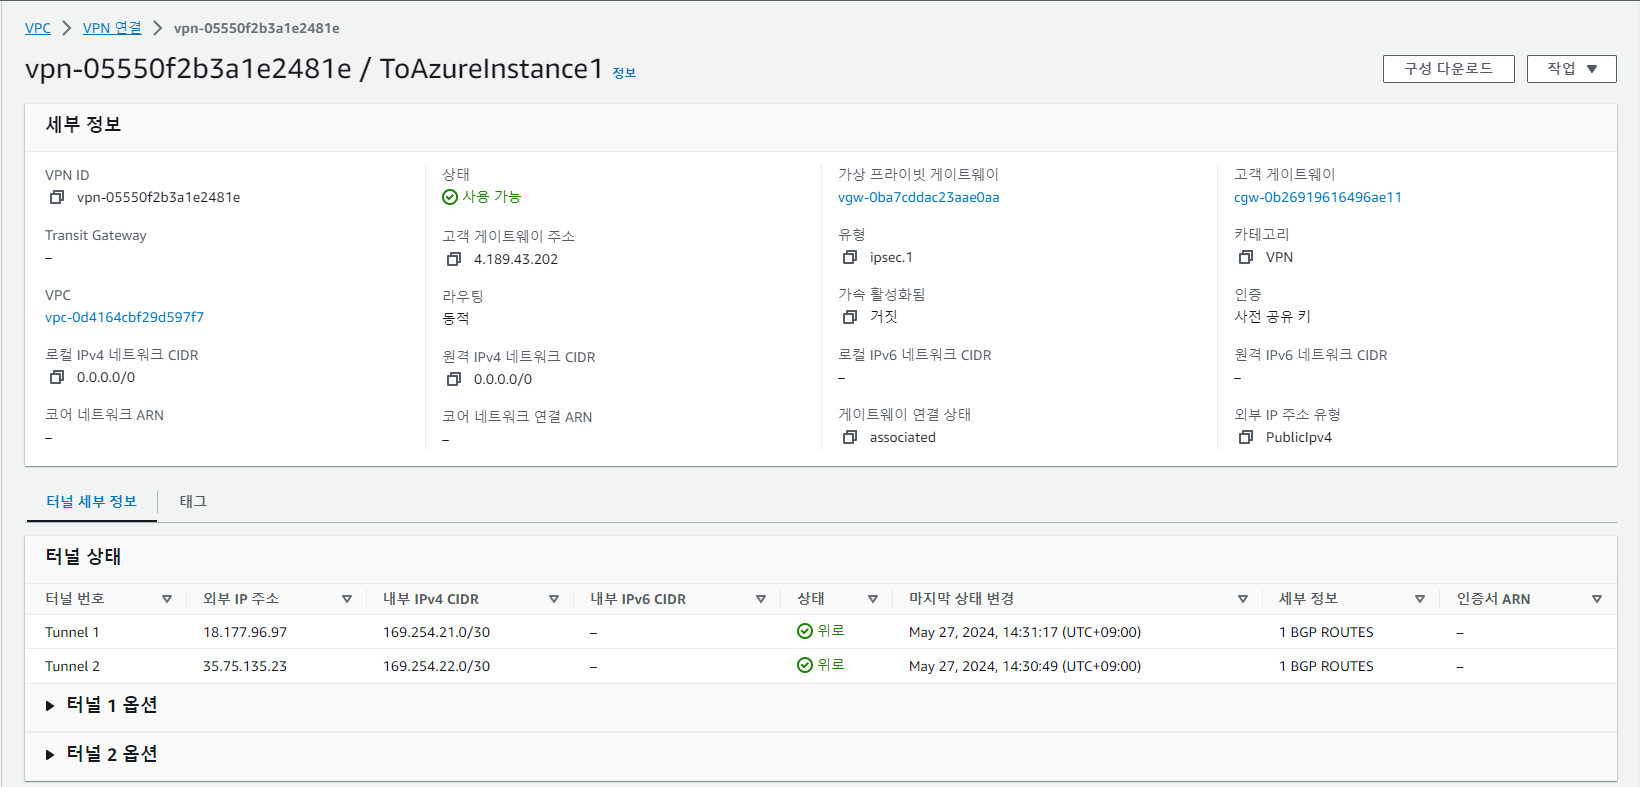 VPC > VPN 연결 > vpn-05550f2b3a1e2481e
vpn-05550f2b3a1e2481e / ToAzureInstance1 정보
구성 다운로드
작업 ▼
세부 정보
VPN ID
vpn-05550f2b3a1e2481e
상태
사용 가능
가상 프라이빗 게이트웨이
vgw-0ba7cddac23aae0aa
고객 게이트웨이
cgw-0b26919616496ae11
Transit Gateway
–
고객 게이트웨이 주소
4.189.43.202
유형
ipsec.1
카테고리
VPN
VPC
vpc-0d4164cbf29d597f7
라우팅
동적
가속 활성화됨
거짓
인증
사전 공유 키
로컬 IPv4 네트워크 CIDR
0.0.0.0/0
원격 IPv4 네트워크 CIDR
0.0.0.0/0
로컬 IPv6 네트워크 CIDR
–
원격 IPv6 네트워크 CIDR
–
코어 네트워크 ARN
–
코어 네트워크 연결 ARN
–
게이트웨이 연결 상태
associated
외부 IP 주소 유형
PublicIpv4
터널 세부 정보
태그
터널 상태
터널 번호 외부 IP 주소 내부 IPv4 CIDR 내부 IPv6 CIDR 상태 마지막 상태 변경 세부 정보 인증서 ARN
Tunnel 1 18.177.96.97 169.254.21.0/30 – 위로 May 27, 2024, 14:31:17 (UTC+09:00) 1 BGP ROUTES –
Tunnel 2 35.75.135.23 169.254.22.0/30 – 위로 May 27, 2024, 14:30:49 (UTC+09:00) 1 BGP ROUTES –
터널 1 옵션
터널 2 옵션